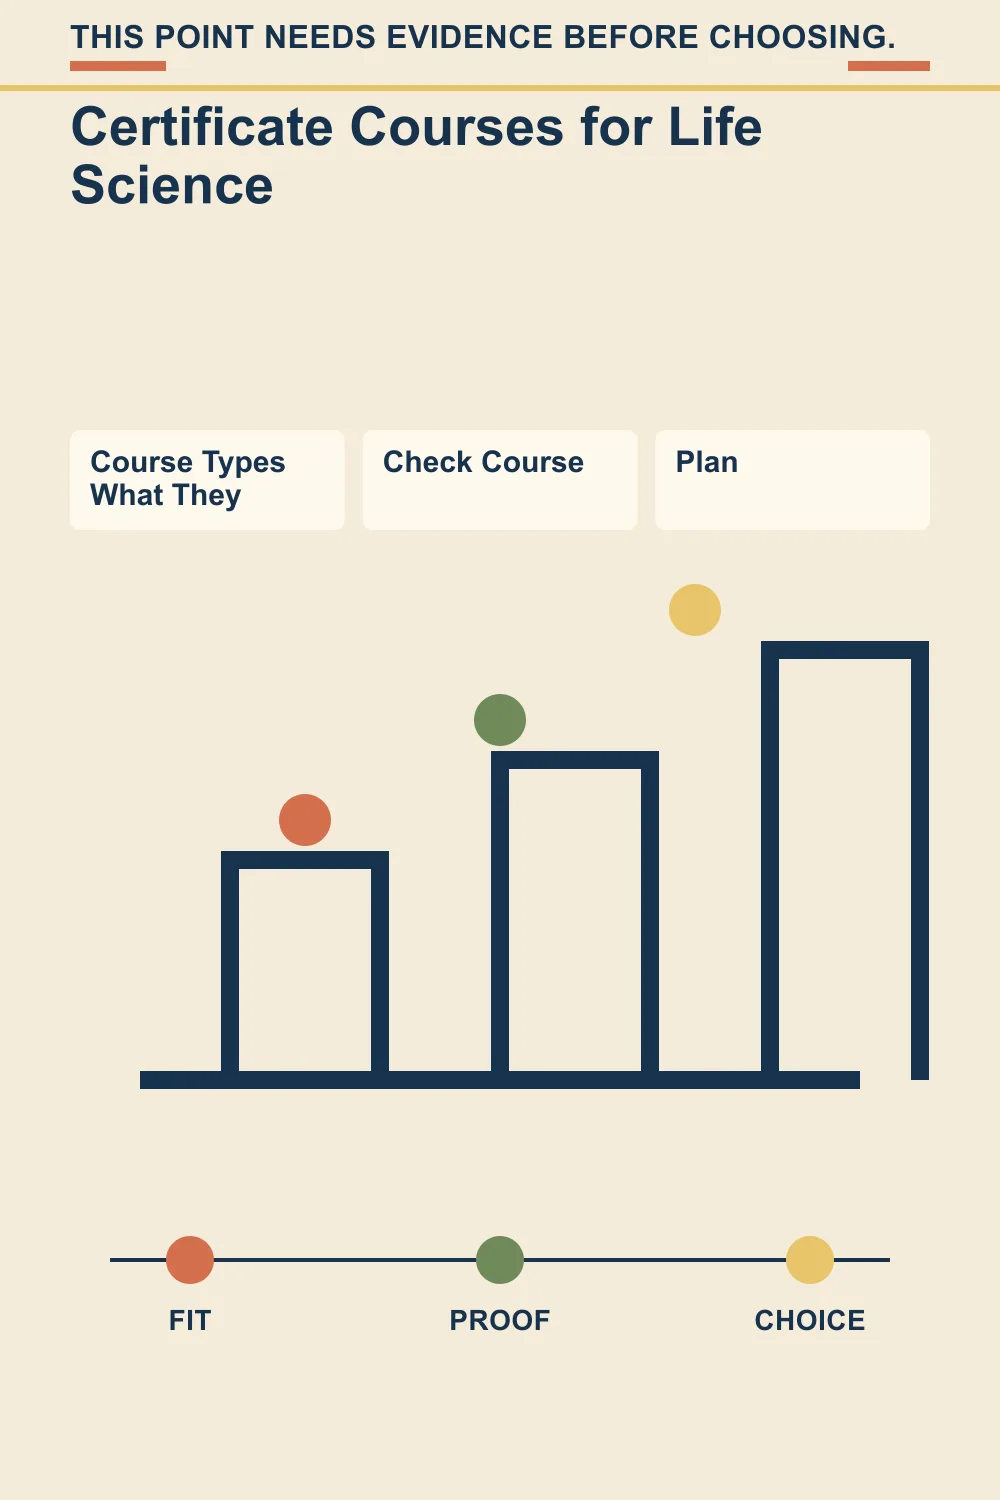 THIS POINT NEEDS EVIDENCE BEFORE CHOOSING.
Certificate Courses for Life
Science
Course Types
What They
Check Course
Plan
FIT
PROOF
CHOICE